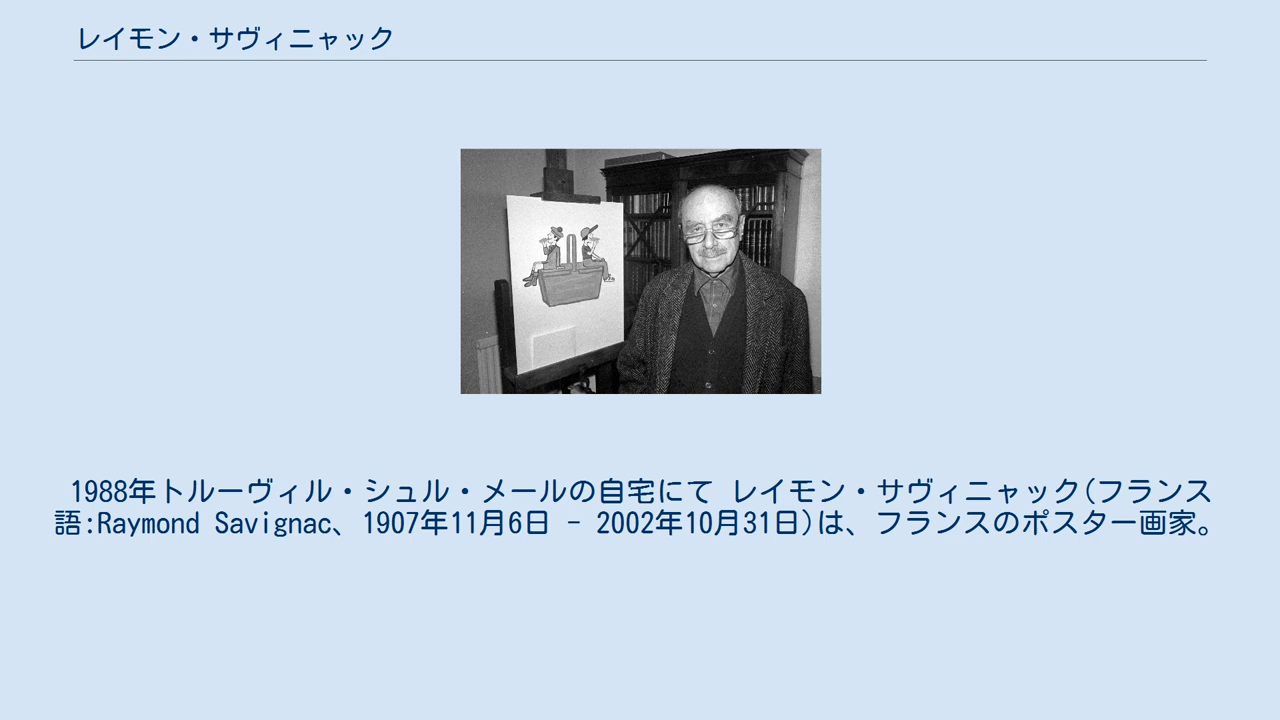 レイモン・サヴィニャック
1988年トルーヴィル・シュル・メールの自宅にて レイモン・サヴィニャック(フランス
語:Raymond Savignac、1907年11月6日 - 2002年10月31日)は、フランスのポスター画家。